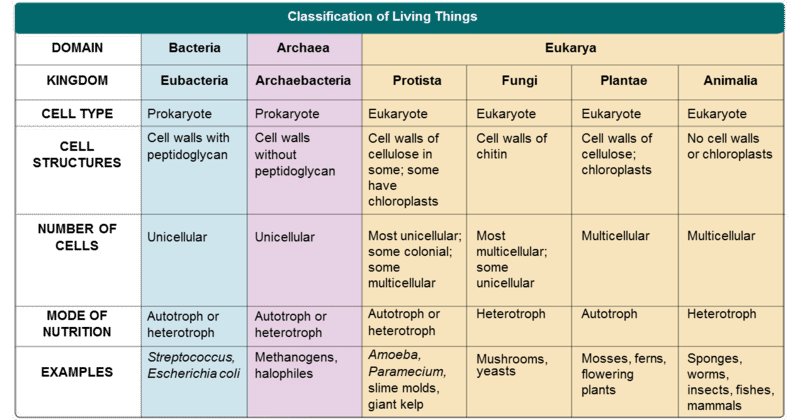 Classification of Living Things
DOMAIN Bacteria Archaea Eukarya
KINGDOM Eubacteria Archaebacteria Protista Fungi Plantae Animalia
CELL TYPE Prokaryote Prokaryote Eukaryote Eukaryote Eukaryote Eukaryote
CELL STRUCTURES
Cell walls with
peptidoglycan
Cell walls
without
peptidoglycan
Cell walls of
cellulose in
some; some
have
chloroplasts
Cell walls of
chitin
Cell walls of
cellulose;
chloroplasts
No cell walls
or chloroplasts
NUMBER OF
CELLS
Unicellular
Unicellular
Most unicellular;
some colonial;
some
multicellular
Most
multicellular;
some
unicellular
Multicellular
Multicellular
MODE OF
NUTRITION
Autotroph or
heterotroph
Autotroph or
heterotroph
Autotroph or
heterotroph
Heterotroph
Autotroph
Heterotroph
EXAMPLES
Streptococcus,
Escherichia coli
Methanogens,
halophiles
Amoeba,
Paramecium,
slime molds,
giant kelp
Mushrooms,
yeasts
Mosses, ferns,
flowering
plants
Sponges,
worms,
insects, fishes,
mammals